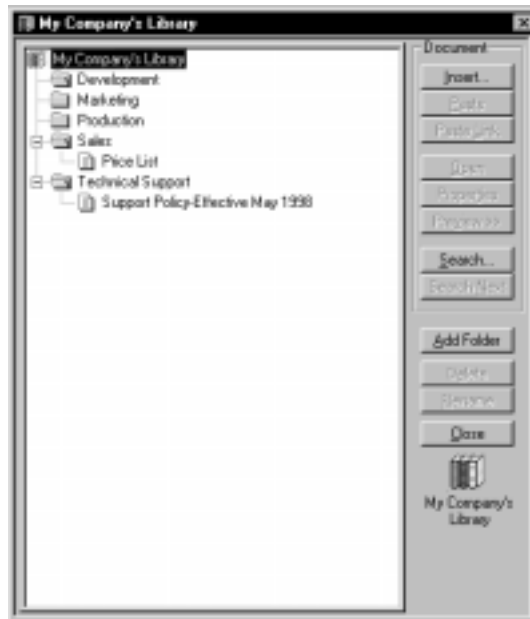 My Company's Library
My Company's Library
Development
Marketing
Production
Sales
Price List
Technical Support
Support Policy-Effective May 1998
Document
Insert...
Paste
Paste Link
Open
Properties
Search...
Search Next
Add Folder
Delete
Rename
Close
My Company's
Library